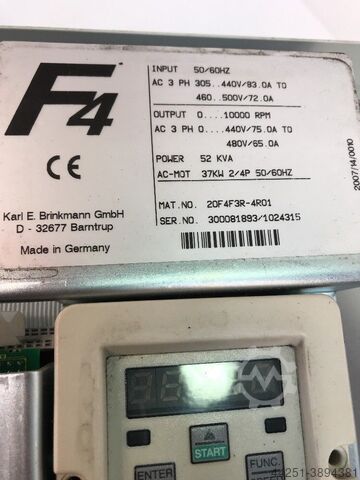 F4
CE
Karl E. Brinkmann GmbH
D - 32677 Barntrup
Made in Germany
INPUT 50/60HZ
AC 3 PH 305..440V/83.0A TO
460..500V/72.0A
OUTPUT 0....10000 RPM
AC 3 PH 0....440V/75.0A TO
480V/65.0A
POWER 52 KVA
AC-MOT 37KW 2/4P 50/60HZ
MAT.NO. 20F4F3R-4R01
SER.NO. 300081893/1024315
2007/14/0010
START
ENTER
FUNC.